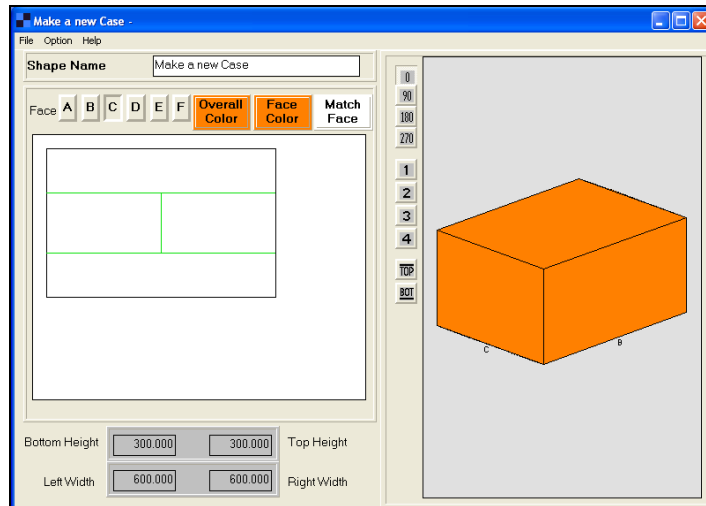 Make a new Case -
File Option Help
Shape Name Make a new Case
Face A B C D E F Overall Color Face Color Match Face
0
90
180
270
1
2
3
4
TOP
BOT
C B
Bottom Height 300.000 300.000 Top Height
Left Width 600.000 600.000 Right Width